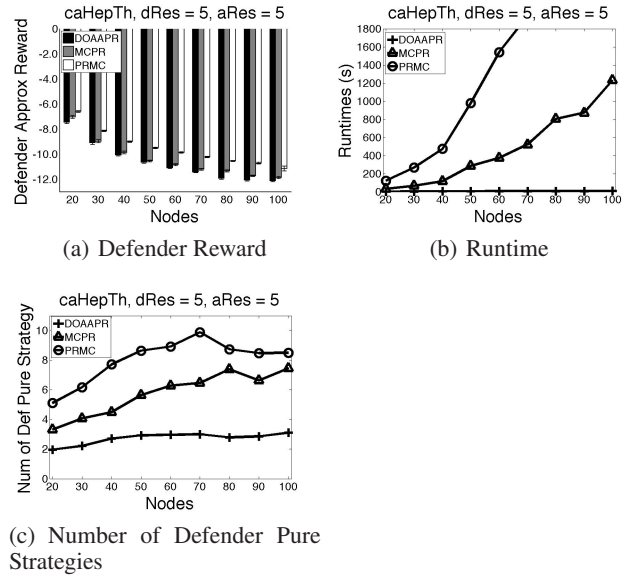 caHepTh, dRes = 5, aRes = 5
Defender Approx Reward
0
-2.0
-4.0
-6.0
-8.0
-10.0
-12.0
DOAAPR
MCPR
PRMC
20 30 40 50 60 70 80 90 100
Nodes
(a) Defender Reward
caHepTh, dRes = 5, aRes = 5
Runtimes (s)
1800
1600
1400
1200
1000
800
600
400
200
0
DOAAPR
MCPR
PRMC
20 30 40 50 60 70 80 90 100
Nodes
(b) Runtime
caHepTh, dRes = 5, aRes = 5
Num of Def Pure Strategy
10
8
6
4
2
0
DOAAPR
MCPR
PRMC
20 30 40 50 60 70 80 90 100
Nodes
(c) Number of Defender Pure
Strategies